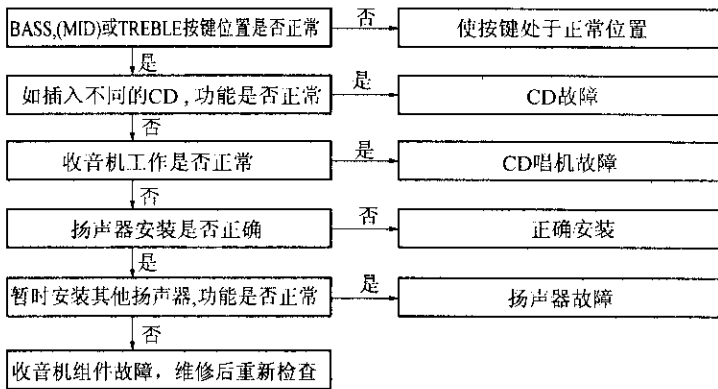 BASS,(MID)或TREBLE按键位置是否正常
否
使按键处于正常位置
是
如插入不同的CD,功能是否正常
是
CD故障
否
收音机工作是否正常
是
CD唱机故障
否
扬声器安装是否正确
否
正确安装
是
暂时安装其他扬声器,功能是否正常
是
扬声器故障
否
收音机组件故障，维修后重新检查